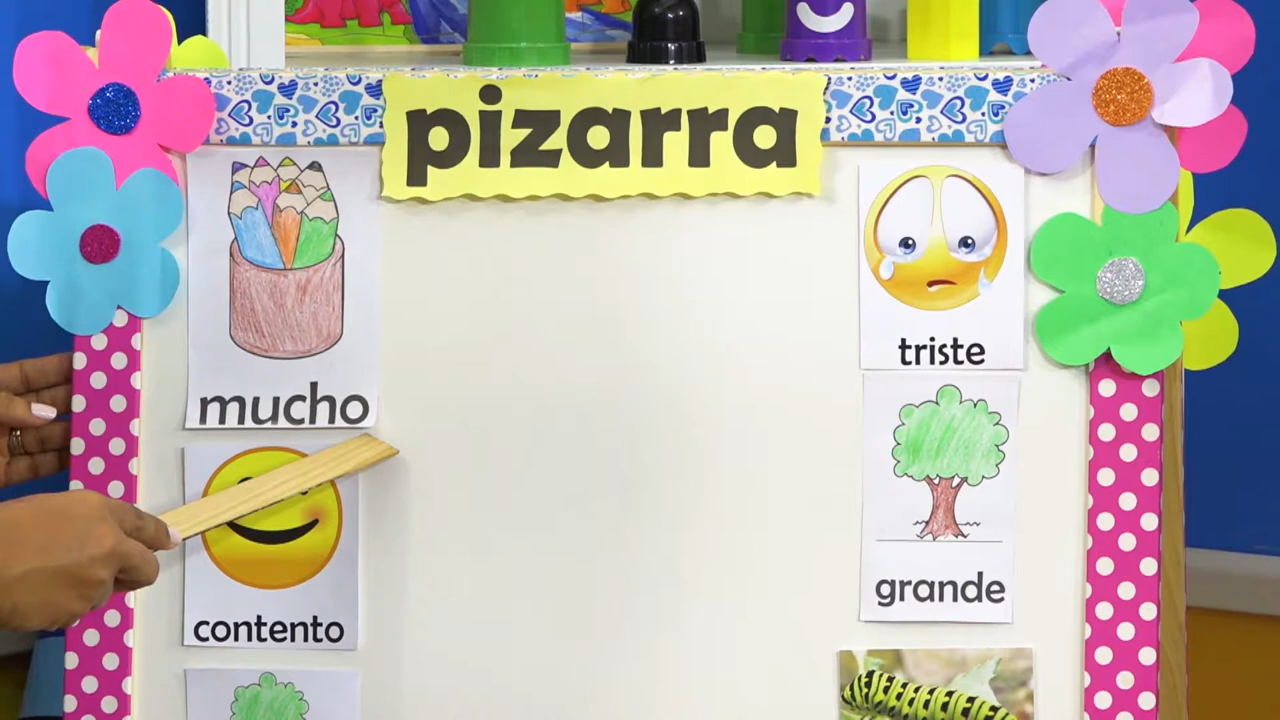 pizarra
mucho
contento
triste
grande